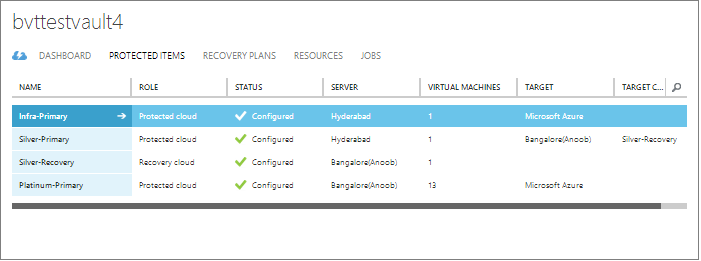 bvttestvault4
DASHBOARD PROTECTED ITEMS RECOVERY PLANS RESOURCES JOBS
NAME ROLE STATUS SERVER VIRTUAL MACHINES TARGET TARGET C...
Infra-Primary Protected cloud Configured Hyderabad 1 Microsoft Azure
Silver-Primary Protected cloud Configured Hyderabad 1 Bangalore(Anoob) Silver-Recovery
Silver-Recovery Recovery cloud Configured Bangalore(Anoob) 1
Platinum-Primary Protected cloud Configured Bangalore(Anoob) 13 Microsoft Azure